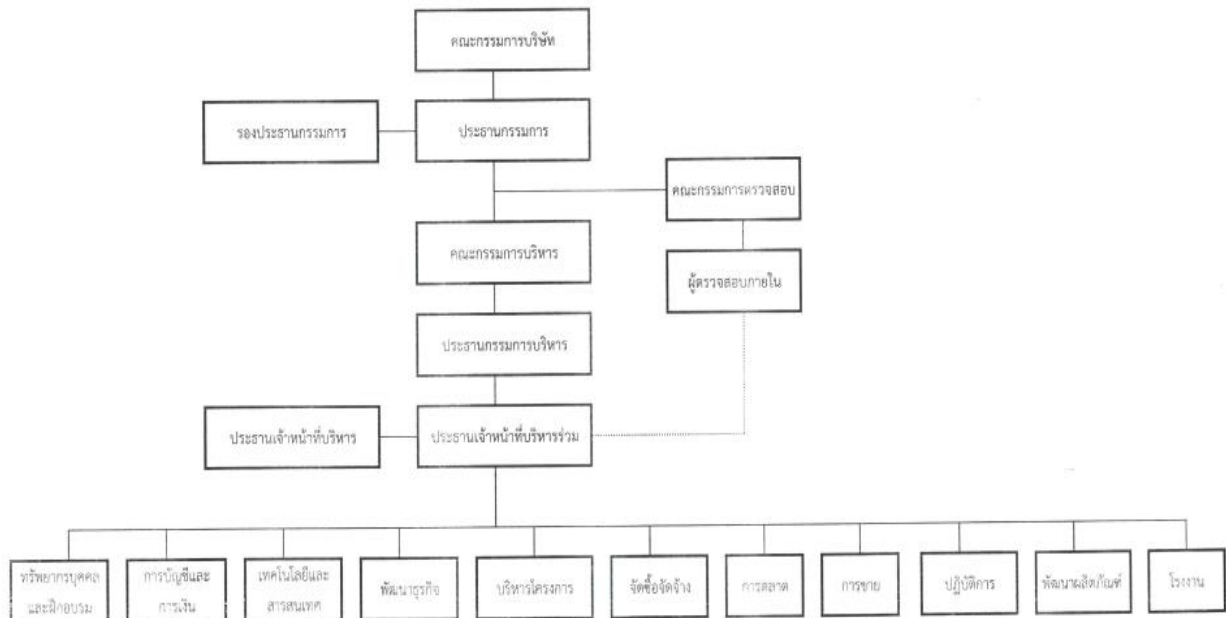 คณะกรรมการบริษัท
รองประธานกรรมการ
ประธานกรรมการ
คณะกรรมการตรวจสอบ
คณะกรรมการบริหาร
ผู้ตรวจสอบภายใน
ประธานกรรมการบริหาร
ประธานเจ้าหน้าที่บริหาร
ประธานเจ้าหน้าที่บริหารร่วม
ทรัพยากรบุคคล
และฝึกอบรม
การบัญชีและ
การเงิน
เทคโนโลยีและ
สารสนเทศ
พัฒนาธุรกิจ
บริหารโครงการ
จัดซื้อจัดจ้าง
การตลาด
การขาย
ปฏิบัติการ
พัฒนาผลิตภัณฑ์
โรงงาน